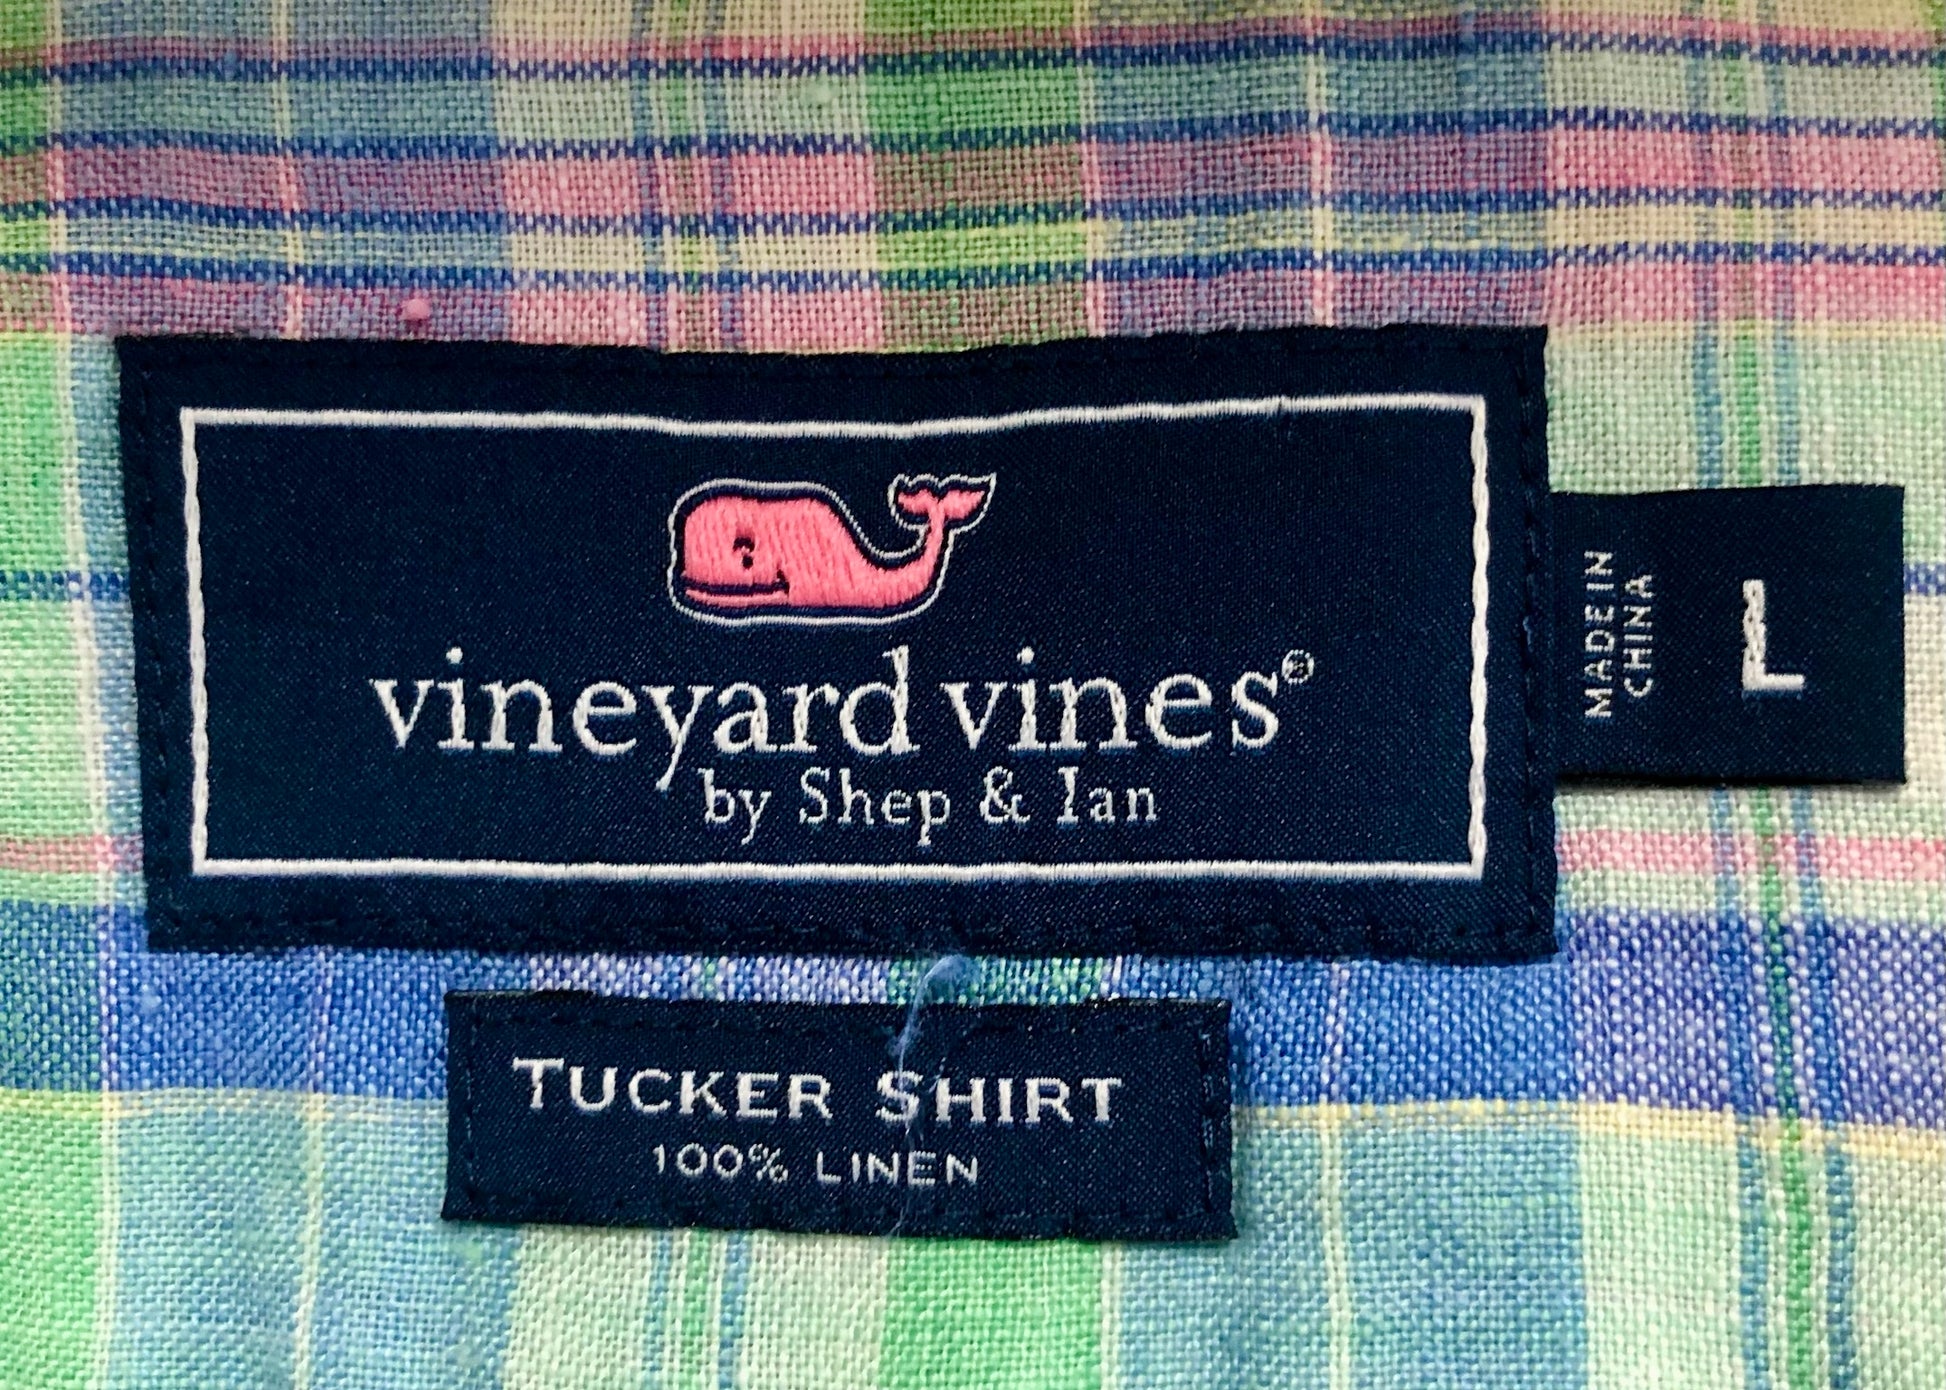 vineyard vines®
by Shep & Ian
MADE IN
CHINA
L
TUCKER SHIRT
100% LINEN